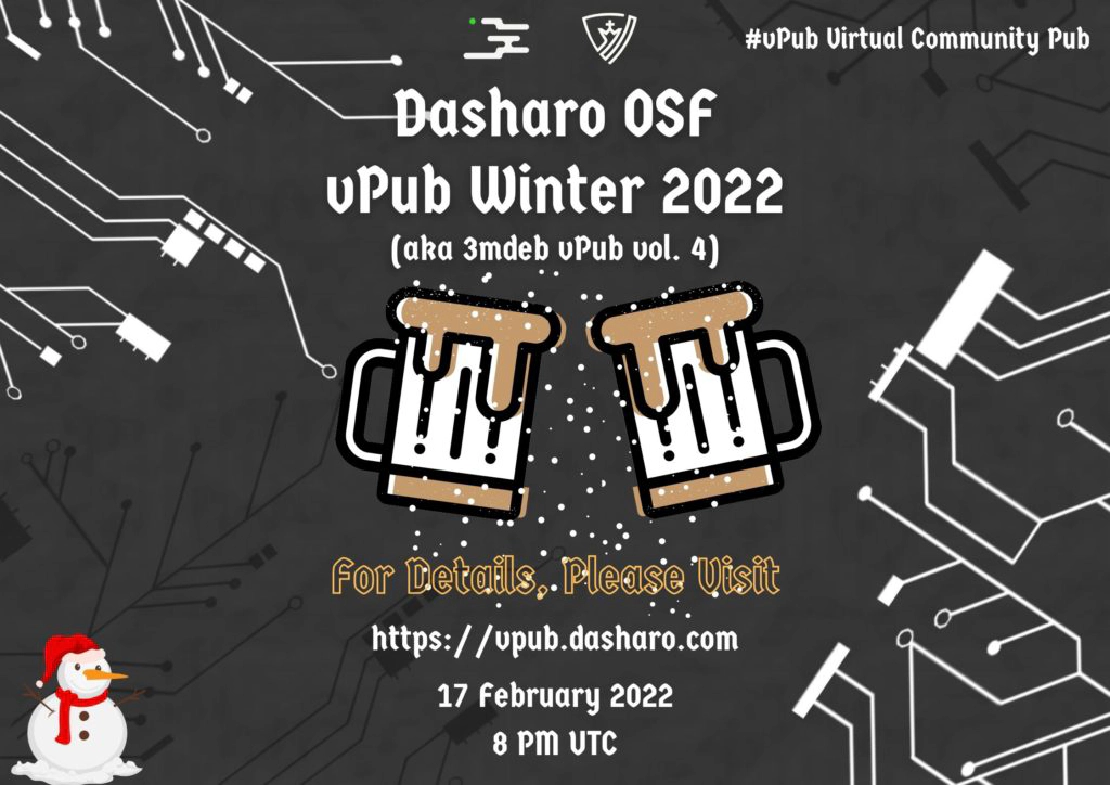 #vPub Virtual Community Pub
Dasharo OSF
vPub Winter 2022
(aka 3mdeb vPub vol. 4)
For Details, Please Visit
https://vpub.dasharo.com
17 February 2022
8 PM UTC